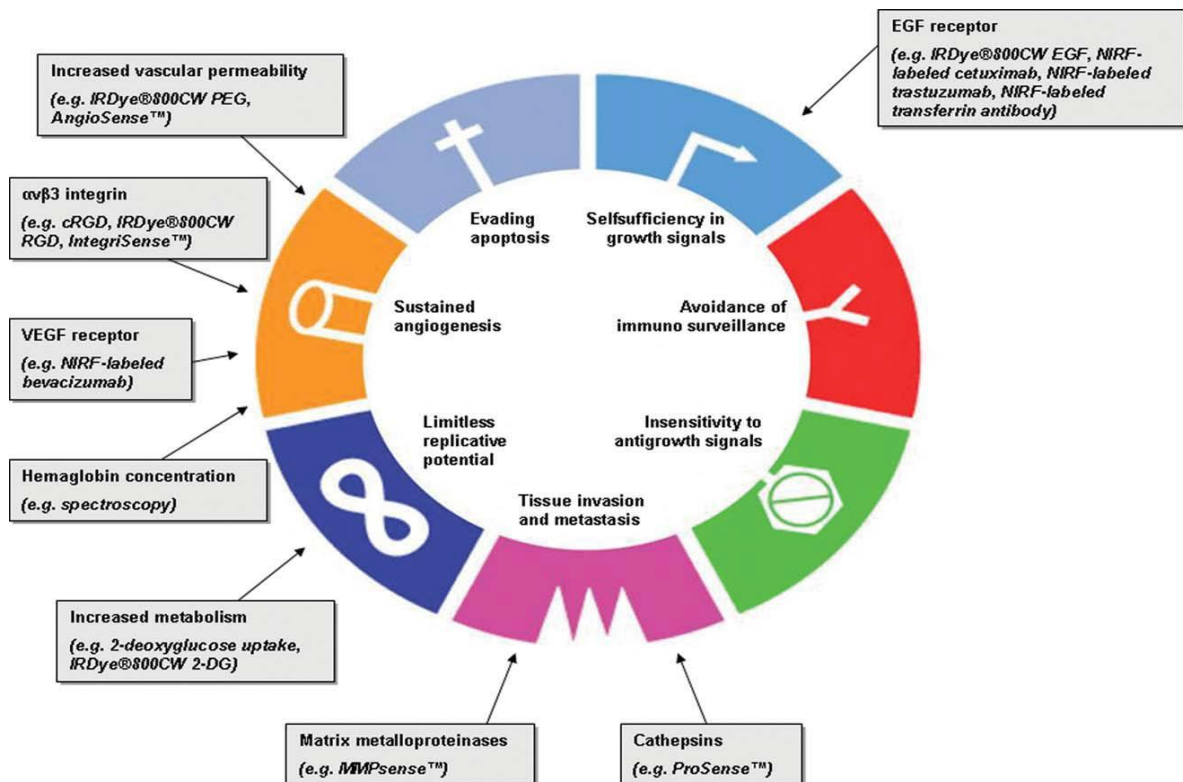 Increased vascular permeability
(e.g. IRDye®800CW PEG,
AngioSense™)
αvβ3 integrin
(e.g. cRGD, IRDye®800CW
RGD, IntegriSense™)
VEGF receptor
(e.g. NIRF-labeled
bevacizumab)
Hemaglobin concentration
(e.g. spectroscopy)
Increased metabolism
(e.g. 2-deoxyglucose uptake,
IRDye®800CW 2-DG)
Matrix metalloproteinases
(e.g. MMPsense™)
Cathepsins
(e.g. ProSense™)
EGF receptor
(e.g. IRDye®800CW EGF, NIRF-
labeled cetuximab, NIRF-labeled
trastuzumab, NIRF-labeled
transferrin antibody)
Evading
apoptosis
Selfsufficiency in
growth signals
Sustained
angiogenesis
Avoidance of
immuno surveillance
Limitless
replicative
potential
Insensitivity to
antigrowth signals
Tissue invasion
and metastasis